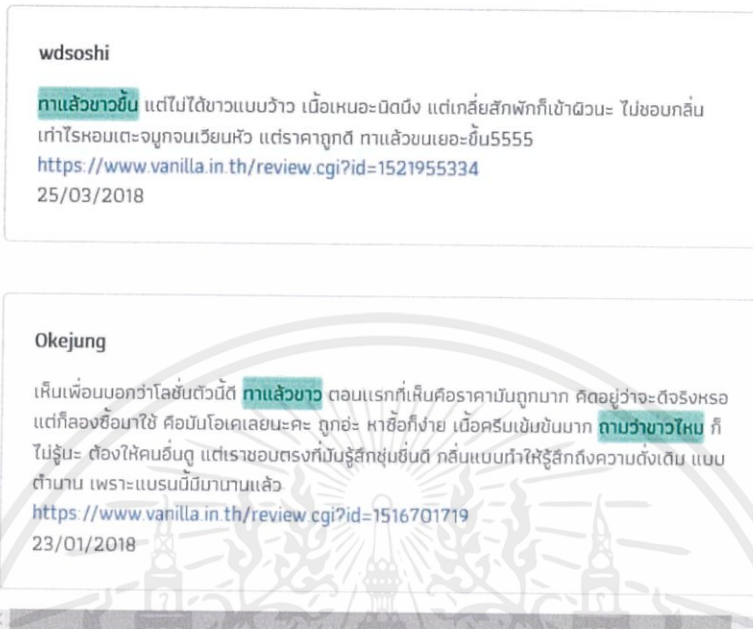 wdsoshi
ทาแล้วขาวขึ้น แต่ไม่ได้ขาวแบบว้าว เนื้อเหนอะนิดนึง แต่เกลี่ยสักพักก็เข้าผิวนะ ไม่ชอบกลิ่น
เท่าไรหอมเตะจมูกจนเวียนหัว แต่ราคาถูกดี ทาแล้วขนเยอะขึ้น5555
https://www.vanilla.in.th/review.cgi?id=1521955334
25/03/2018
Okejung
เห็นเพื่อนบอกว่าโลชั่นตัวนี้ดี ทาแล้วขาว ตอนแรกที่เห็นคือราคามันถูกมาก คิดอยู่ว่าจะดีจริงหรอ
แต่ก็ลองซื้อมาใช้ คือมันโอเคเลยนะคะ ถูกอ่ะ หาซื้อก็ง่าย เนื้อครีมเข้มข้นมาก ถามว่าขาวไหม ก็
ไม่รู้นะ ต้องให้คนอื่นดู แต่เราชอบตรงที่มันรู้สึกชุ่มชื่นดี กลิ่นแบบทำให้รู้สึกถึงความดั่งเดิม แบบ
ตำนาน เพราะแบรนนี้มีมานานแล้ว
https://www.vanilla.in.th/review.cgi?id=1516701719
23/01/2018